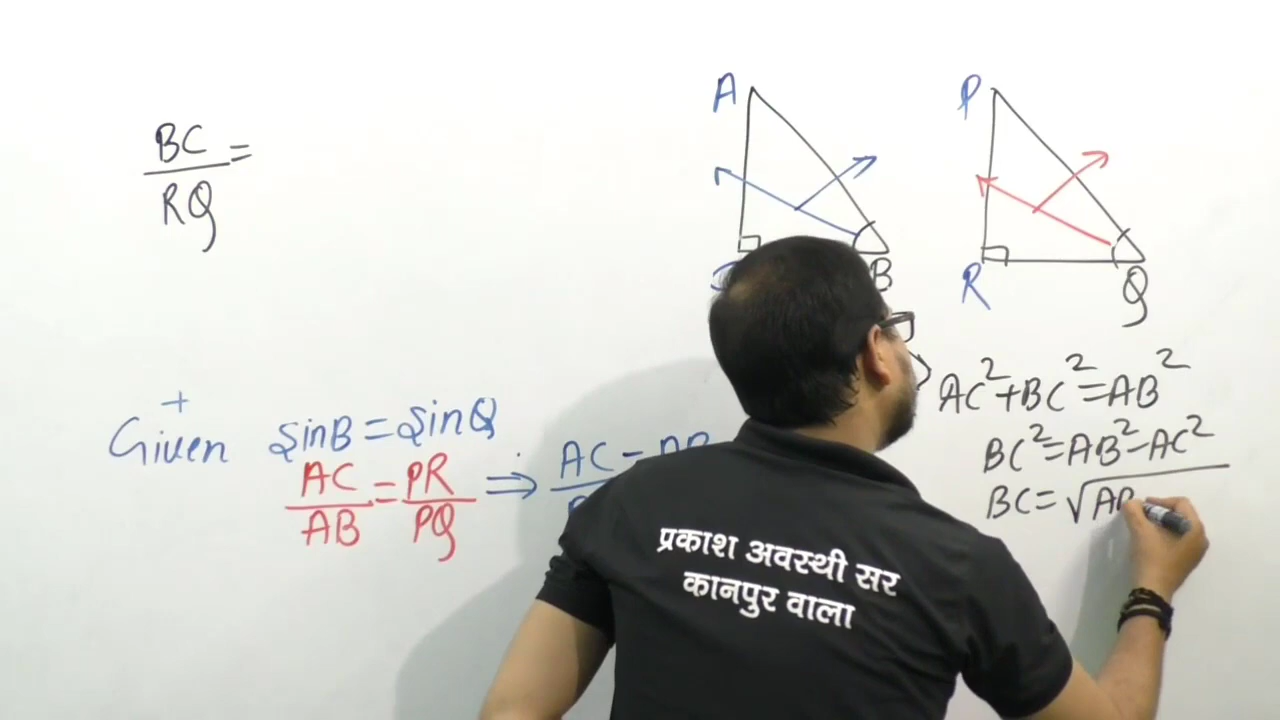 BC/RQ =
A
B
P
R
Q
AC²+BC²=AB²
BC²=AB²-AC²
BC=√AB
Given sinB=sinQ
AC/AB=PR/PQ ⇒ AC =
प्रकाश अवस्थी सर
कानपुर वाला